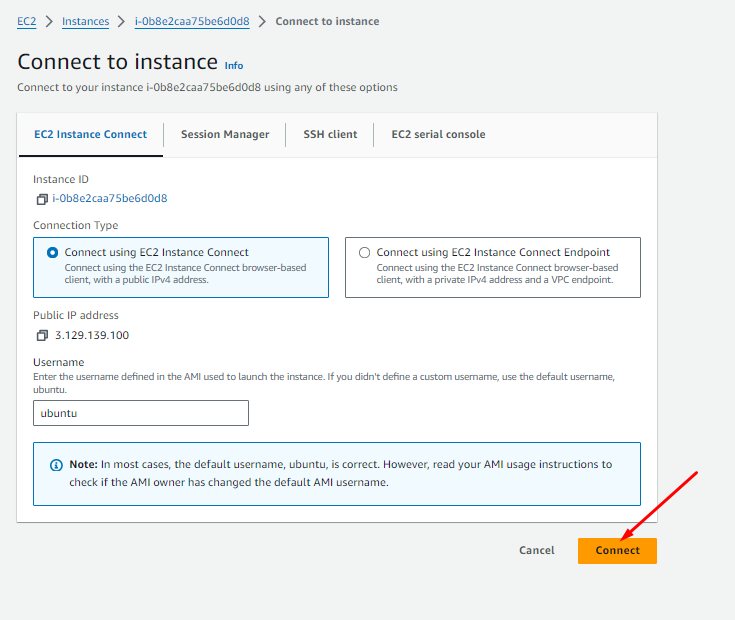 EC2 > Instances > i-0b8e2caa75be6d0d8 > Connect to instance
Connect to instance Info
Connect to your instance i-0b8e2caa75be6d0d8 using any of these options
EC2 Instance Connect Session Manager SSH client EC2 serial console
Instance ID
i-0b8e2caa75be6d0d8
Connection Type
Connect using EC2 Instance Connect
Connect using the EC2 Instance Connect browser-based
client, with a public IPv4 address.
Connect using EC2 Instance Connect Endpoint
Connect using the EC2 Instance Connect browser-based
client, with a private IPv4 address and a VPC endpoint.
Public IP address
3.129.139.100
Username
Enter the username defined in the AMI used to launch the instance. If you didn't define a custom username, use the default username,
ubuntu.
ubuntu
Note: In most cases, the default username, ubuntu, is correct. However, read your AMI usage instructions to
check if the AMI owner has changed the default AMI username.
Cancel Connect